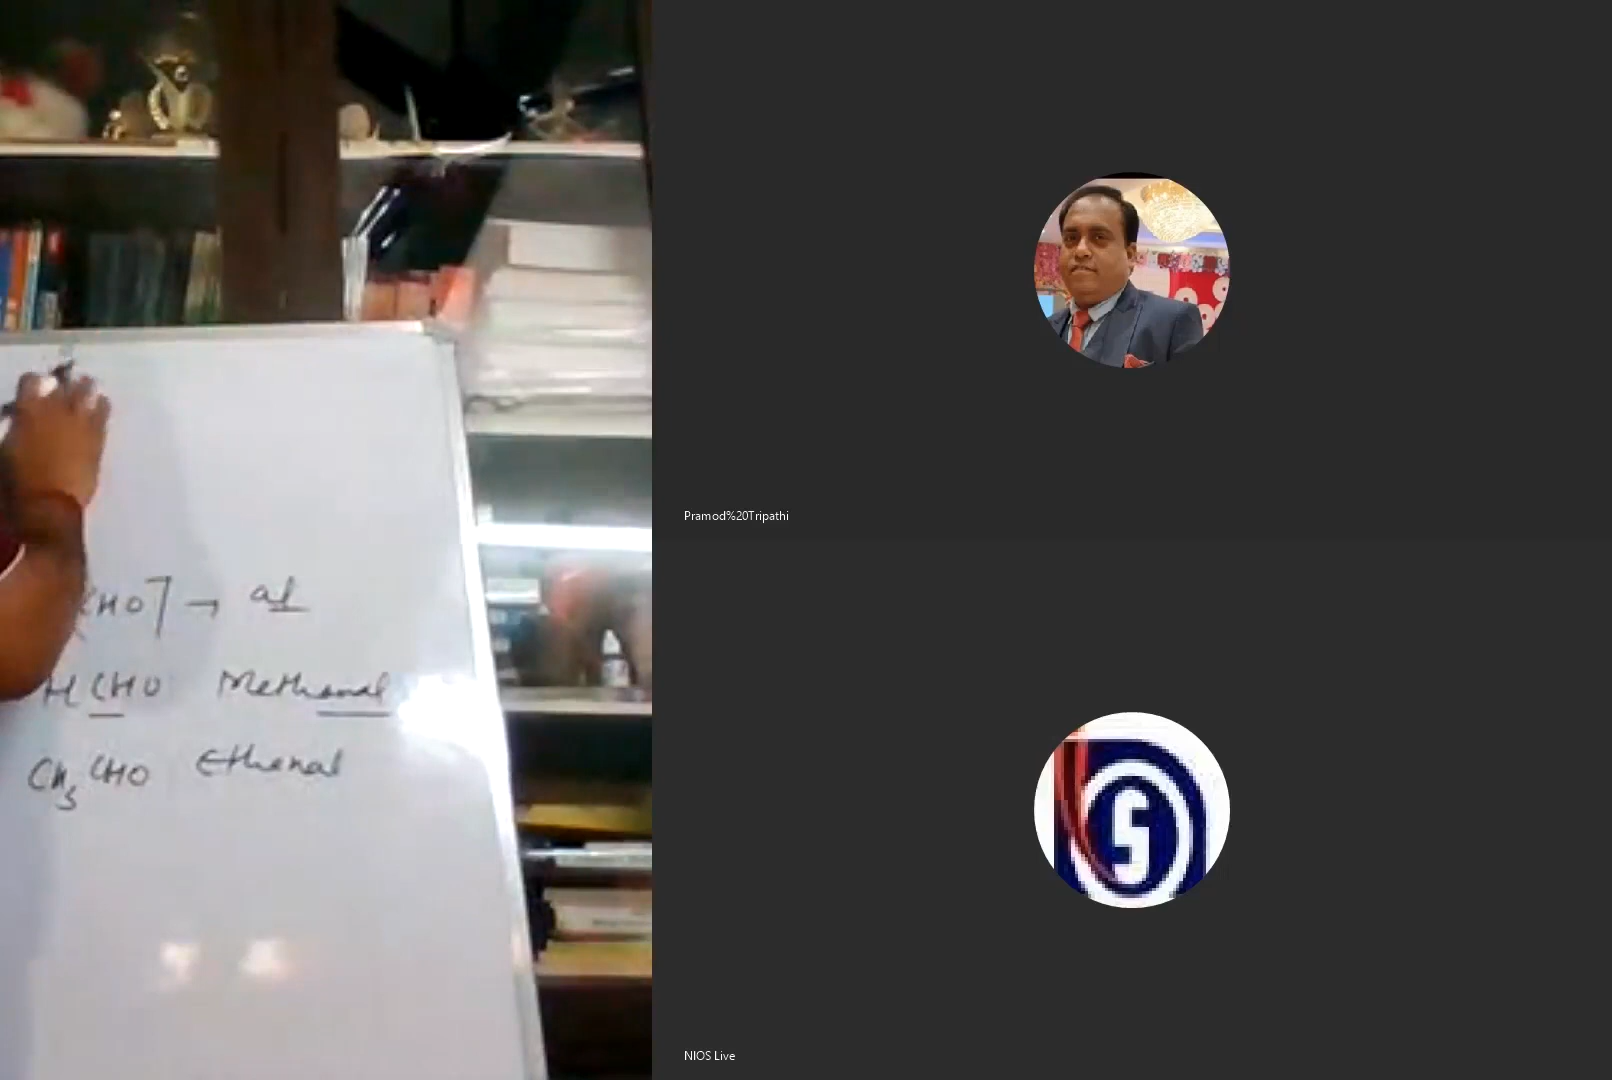 CHO] → al
HCHO Methanal
CH3CHO Ethanal
Pramod%20Tripathi
NIOS Live